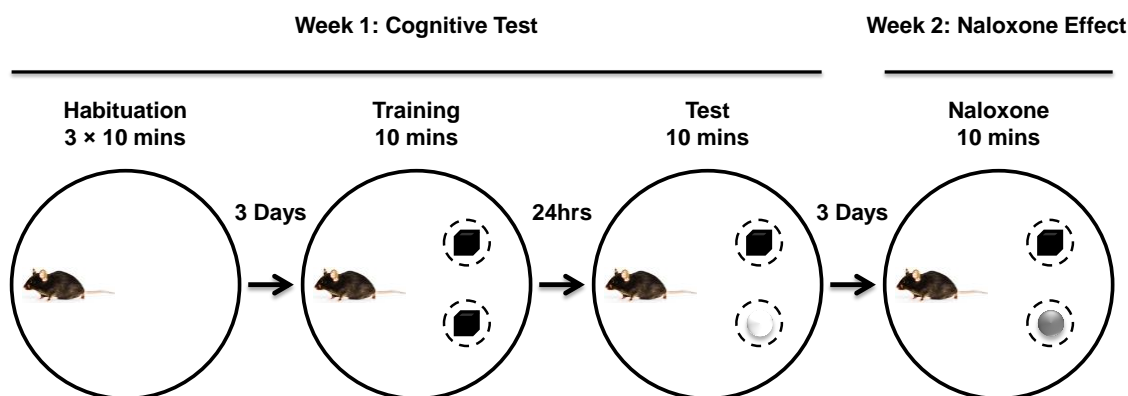 Week 1: Cognitive Test
Week 2: Naloxone Effect
Habituation
3 × 10 mins
Training
10 mins
Test
10 mins
Naloxone
10 mins
3 Days
24hrs
3 Days